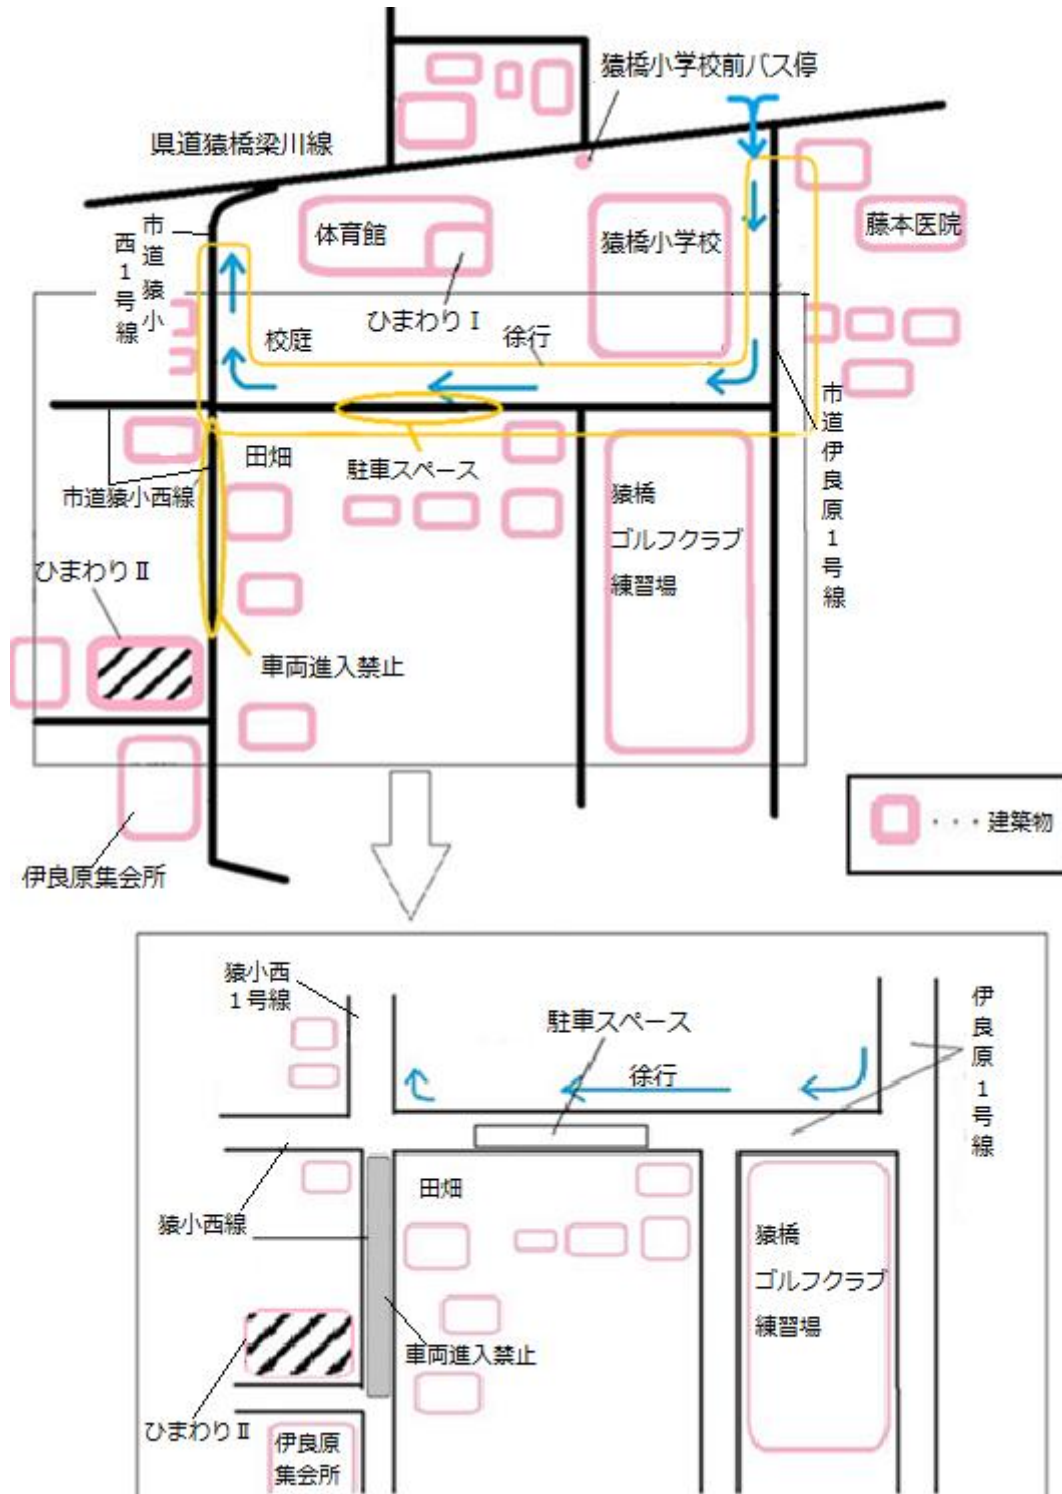 猿橋小学校前バス停
県道猿橋梁川線
市道猿小
西1号線
体育館
猿橋小学校
藤本医院
ひまわりⅠ
校庭
徐行
市道伊良原1号線
田畑
駐車スペース
市道猿小西線
猿橋
ゴルフクラブ
練習場
ひまわりⅡ
車両進入禁止
・・・建築物
伊良原集会所
猿小西
1号線
駐車スペース
伊良原1号線
徐行
田畑
猿小西線
猿橋
ゴルフクラブ
練習場
車両進入禁止
ひまわりⅡ
伊良原
集会所